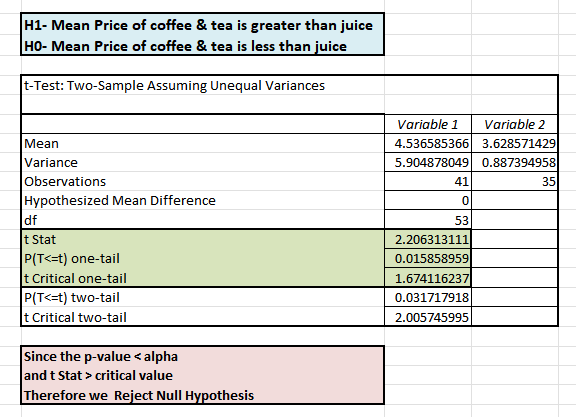 H1- Mean Price of coffee & tea is greater than juice
H0- Mean Price of coffee & tea is less than juice
t-Test: Two-Sample Assuming Unequal Variances
Variable 1 Variable 2
Mean 4.536585366 3.628571429
Variance 5.904878049 0.887394958
Observations 41 35
Hypothesized Mean Difference 0
df 53
t Stat 2.206313111
P(T<=t) one-tail 0.015858959
t Critical one-tail 1.674116237
P(T<=t) two-tail 0.031717918
t Critical two-tail 2.005745995
Since the p-value < alpha
and t Stat > critical value
Therefore we Reject Null Hypothesis